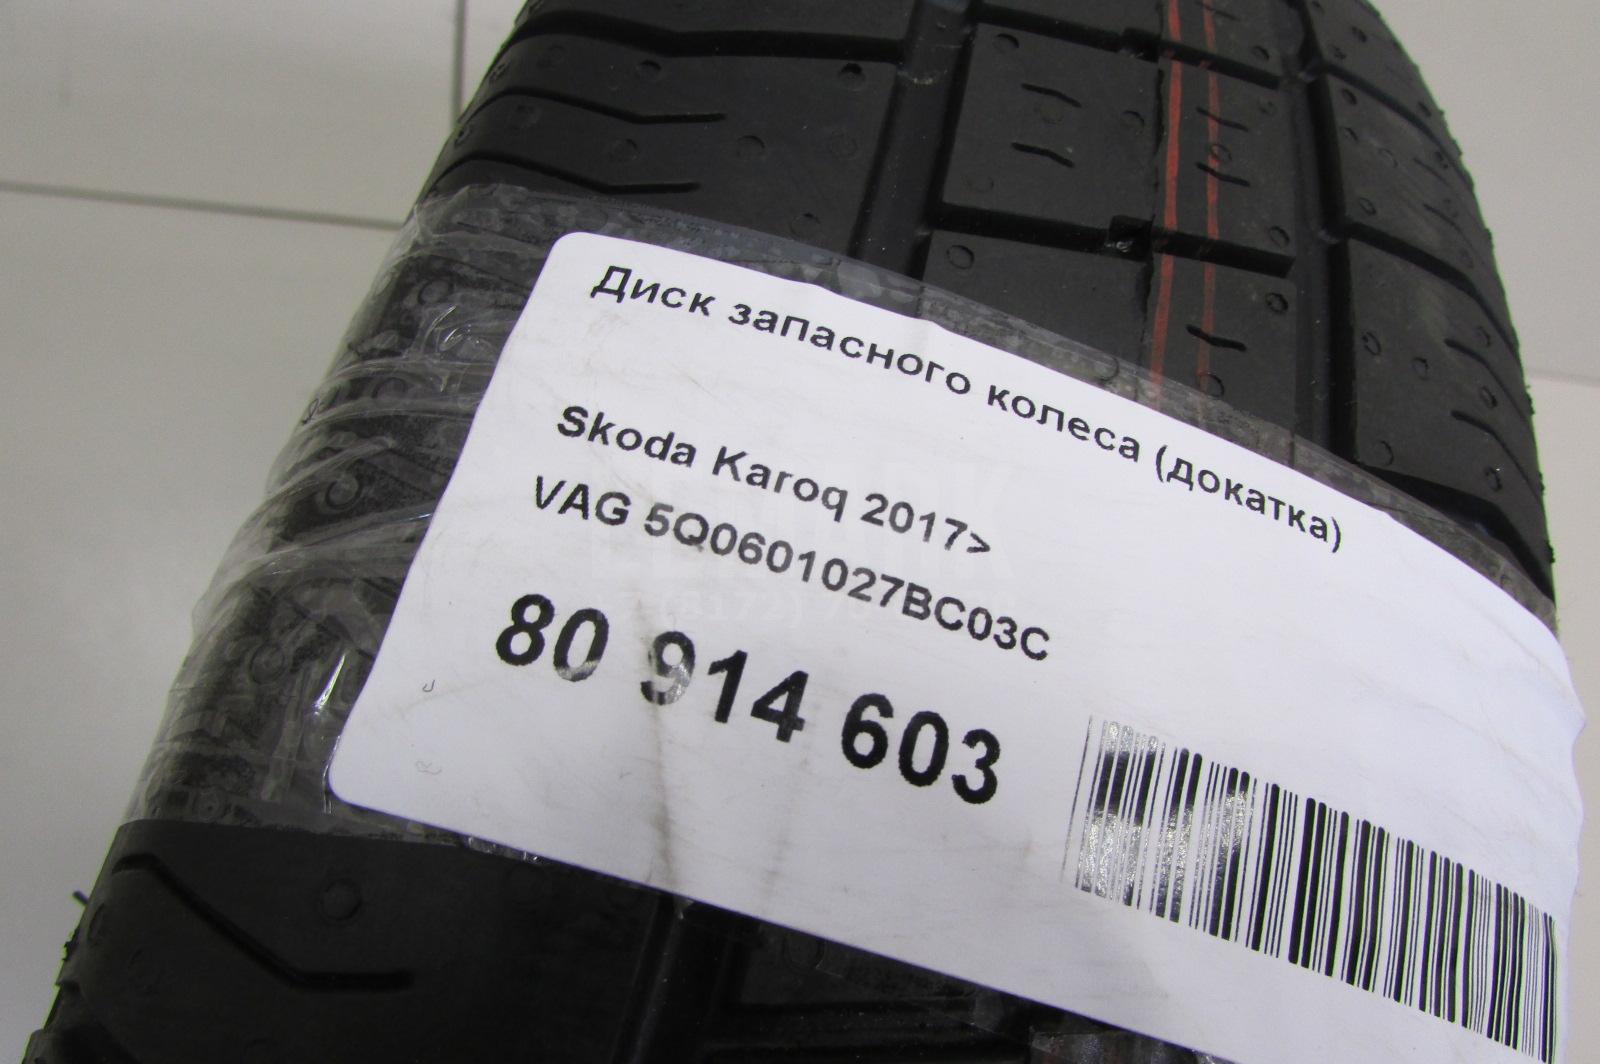 Диск запасного колеса (докатка)
Skoda Karoq 2017>
VAG 5Q0601027BC03C
80 914 603